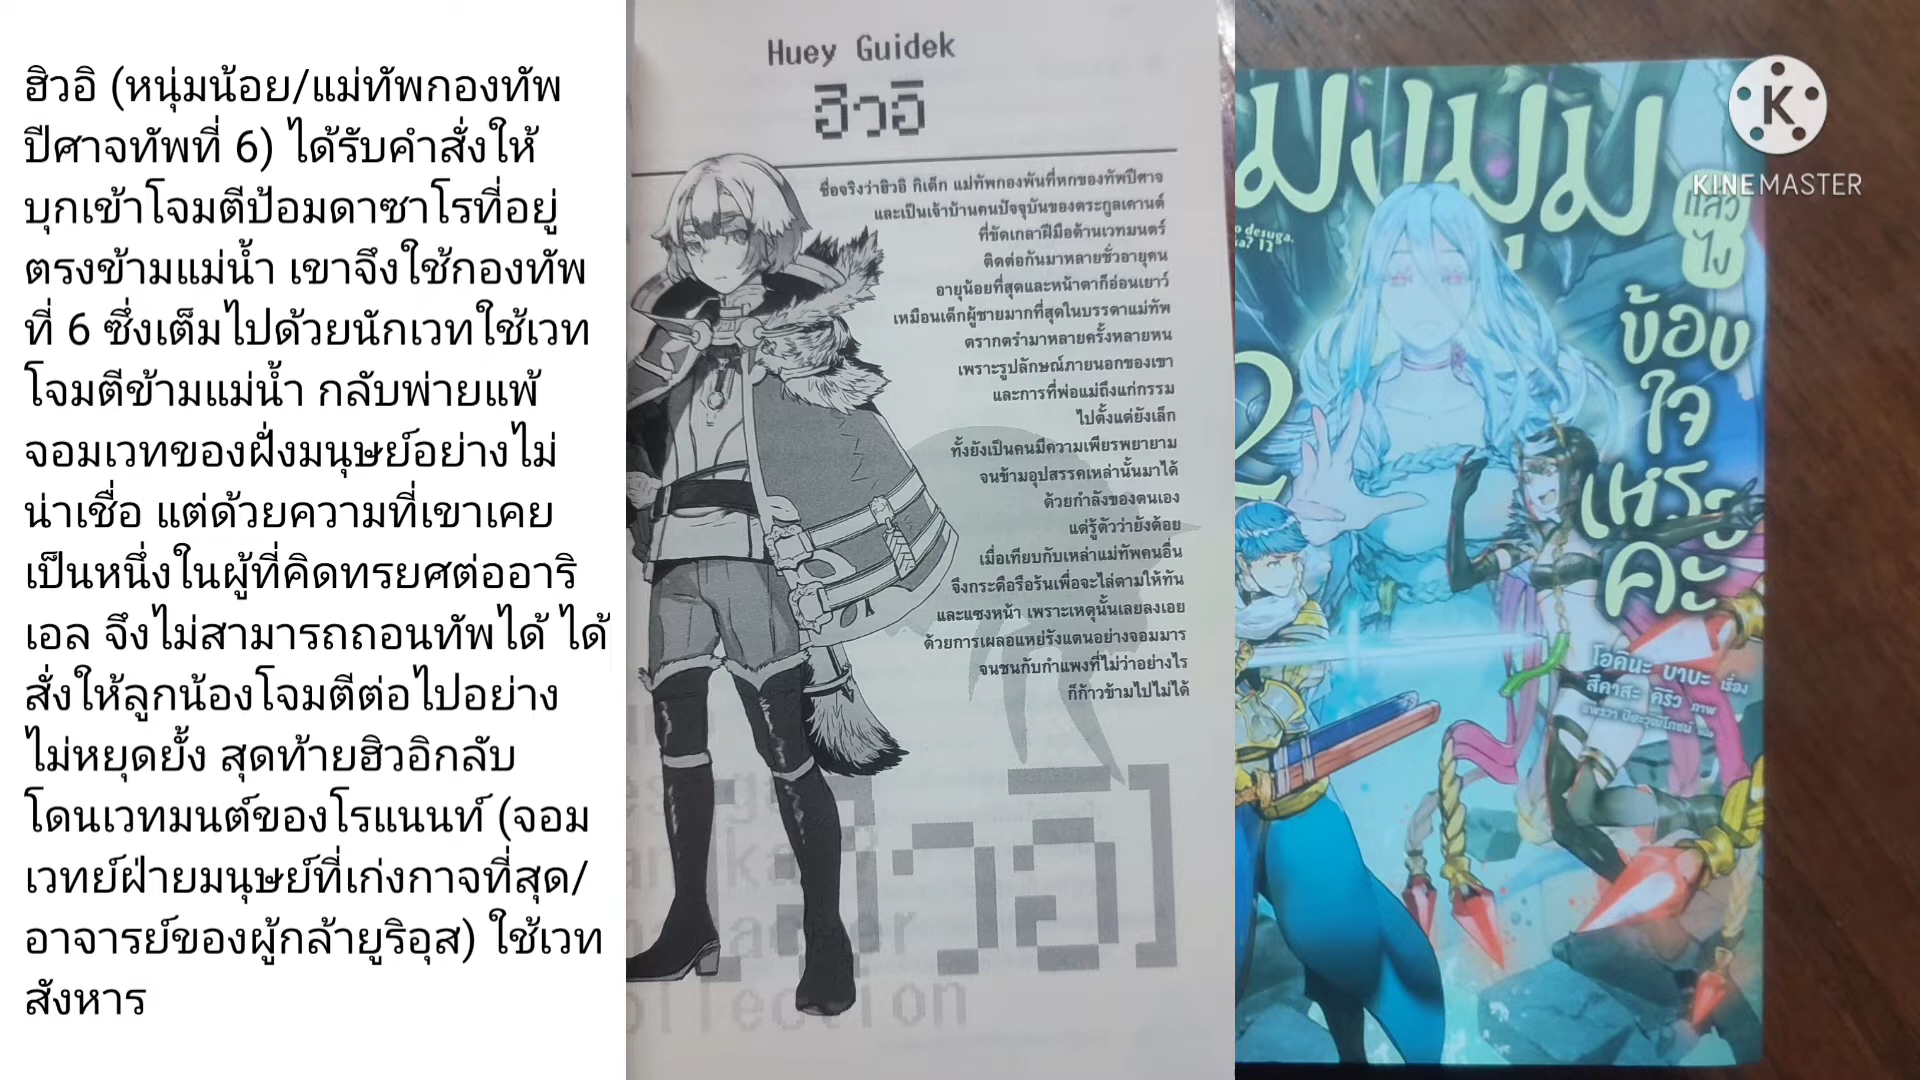 ฮิวอิ (หนุ่มน้อย/แม่ทัพกองทัพ
ปีศาจทัพที่ 6) ได้รับคำสั่งให้
บุกเข้าโจมตีป้อมดาซาโรที่อยู่
ตรงข้ามแม่น้ำ เขาจึงใช้กองทัพ
ที่ 6 ซึ่งเต็มไปด้วยนักเวทใช้เวท
โจมตีข้ามแม่น้ำ กลับพ่ายแพ้
จอมเวทของฝั่งมนุษย์อย่างไม่
น่าเชื่อ แต่ด้วยความที่เขาเคย
เป็นหนึ่งในผู้ที่คิดทรยศต่ออาริ
เอล จึงไม่สามารถถอนทัพได้ ได้
สั่งให้ลูกน้องโจมตีต่อไปอย่าง
ไม่หยุดยั้ง สุดท้ายฮิวอิกลับ
โดนเวทมนต์ของโรแนนท์ (จอม
เวทย์ฝ่ายมนุษย์ที่เก่งกาจที่สุด/
อาจารย์ของผู้กล้ายูริอุส) ใช้เวท
สังหาร
Huey Guidek
ฮิวอิ
ชื่อจริงว่าฮิวอิ กิเด็ก แม่ทัพกองพันที่หกของทัพปีศาจ
และเป็นเจ้าบ้านคนปัจจุบันของตระกูลเคานต์
ที่ขัดเกลาฝีมือด้านเวทมนตร์
ติดต่อกันมาหลายชั่วอายุคน
อายุน้อยที่สุดและหน้าตาก็อ่อนเยาว์
เหมือนเด็กผู้ชายมากที่สุดในบรรดาแม่ทัพ
ตรากตรำมาหลายครั้งหลายหน
เพราะรูปลักษณ์ภายนอกของเขา
และการที่พ่อแม่ถึงแก่กรรม
ไปตั้งแต่ยังเล็ก
ทั้งยังเป็นคนมีความเพียรพยายาม
จนข้ามอุปสรรคเหล่านั้นมาได้
ด้วยกำลังของตนเอง
แต่รู้ตัวว่ายังด้อย
เมื่อเทียบกับเหล่าแม่ทัพคนอื่น
จึงกระตือรือร้นเพื่อจะไล่ตามให้ทัน
และแซงหน้า เพราะเหตุนั้นเลยลงเอย
ด้วยการเผลอแหย่รังแตนอย่างจอมมาร
จนชนกับกำแพงที่ไม่ว่าอย่างไร
ก็ก้าวข้ามไปไม่ได้
วอิ]
ollection
KINEMASTER
มงมุม
แล้ว
ไง
o desuga.
ka? 12
ข้อง
ใจ
เหรอ
คะ
โอคินะ บาบะ เรื่อง
สึคาสะ คิริว ภาพ